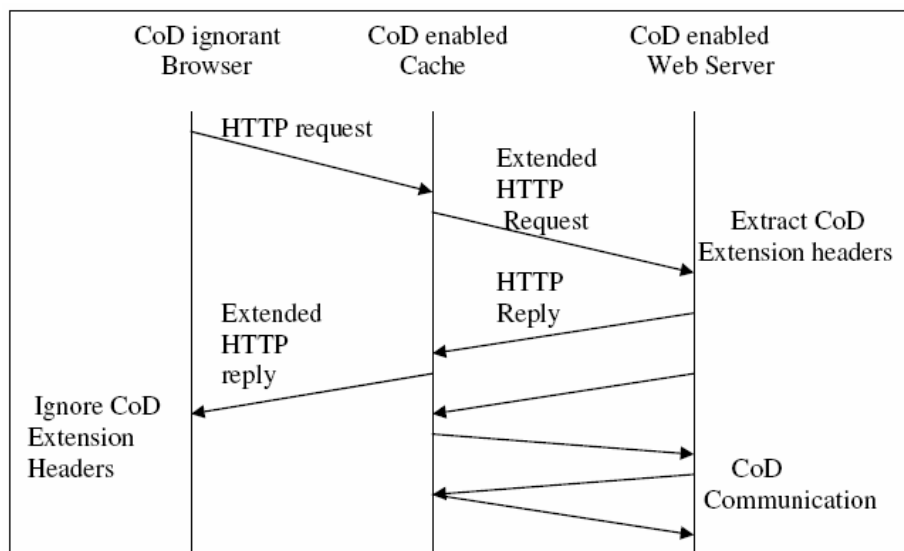 CoD ignorant
Browser
CoD enabled
Cache
CoD enabled
Web Server
HTTP request
Extended
HTTP
Request
Extract CoD
Extension headers
HTTP
Reply
Extended
HTTP
reply
Ignore CoD
Extension
Headers
CoD
Communication